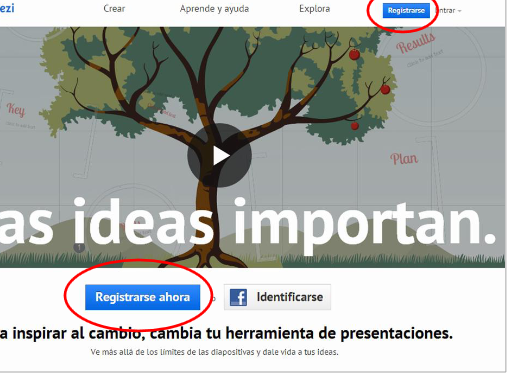 ezi Crear Aprende y ayuda Explora Registrarse Entrar
Results
Key
Plan
as ideas importan.
Registrarse ahora o Identificarse
a inspirar al cambio, cambia tu herramienta de presentaciones.
Ve más allá de los límites de las diapositivas y dale vida a tus ideas.